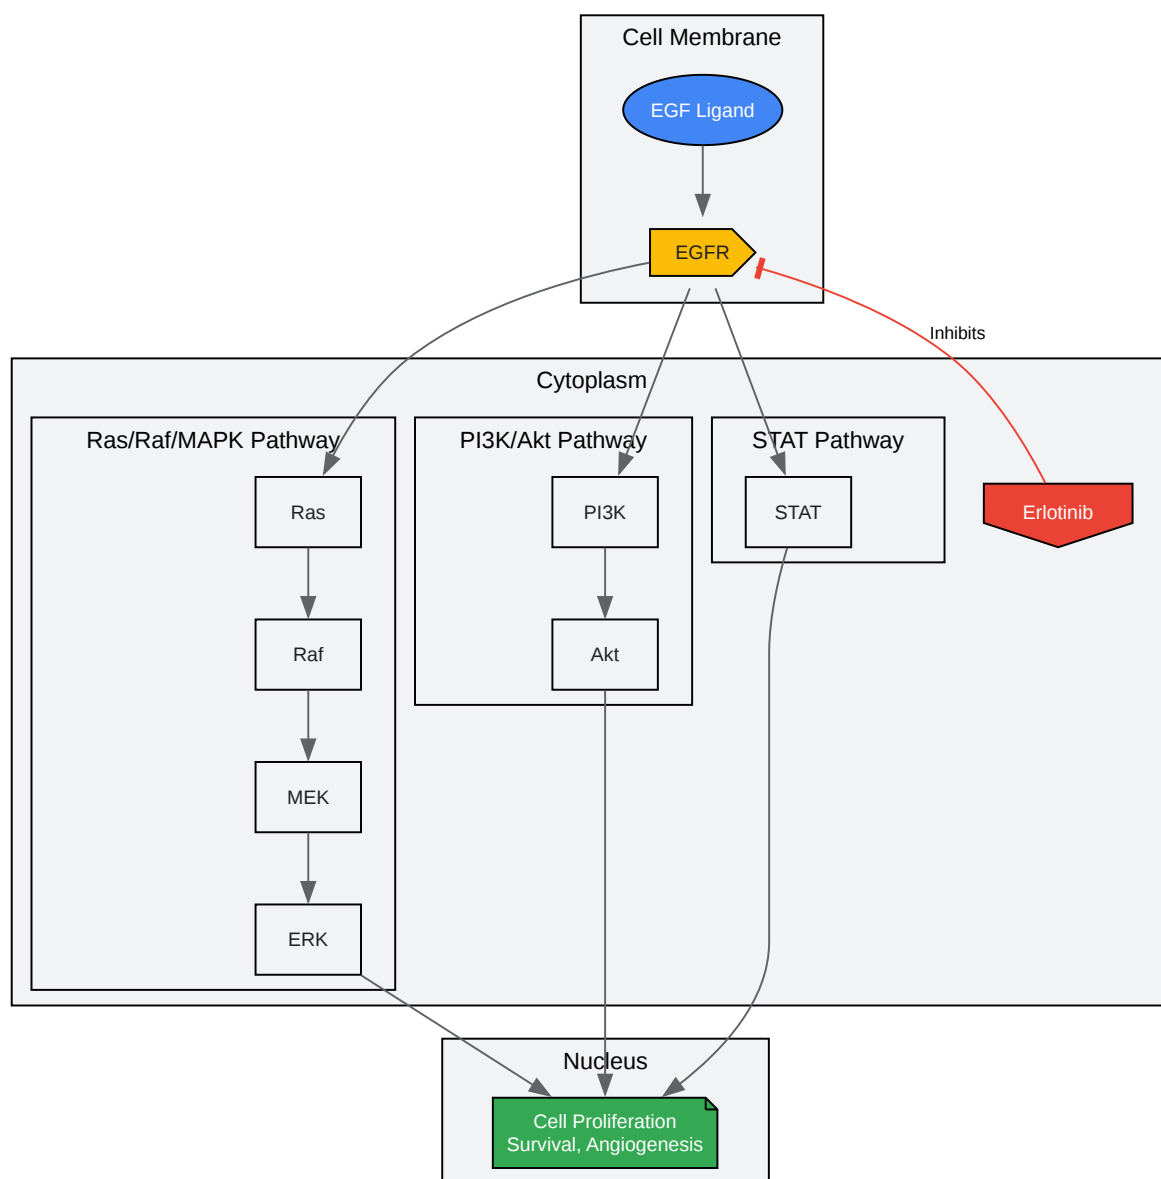 Cell Membrane
EGF Ligand
EGFR
Inhibits
Cytoplasm
Ras/Raf/MAPK Pathway
PI3K/Akt Pathway
STAT Pathway
Ras
PI3K
STAT
Erlotinib
Raf
Akt
MEK
ERK
Nucleus
Cell Proliferation
Survival, Angiogenesis